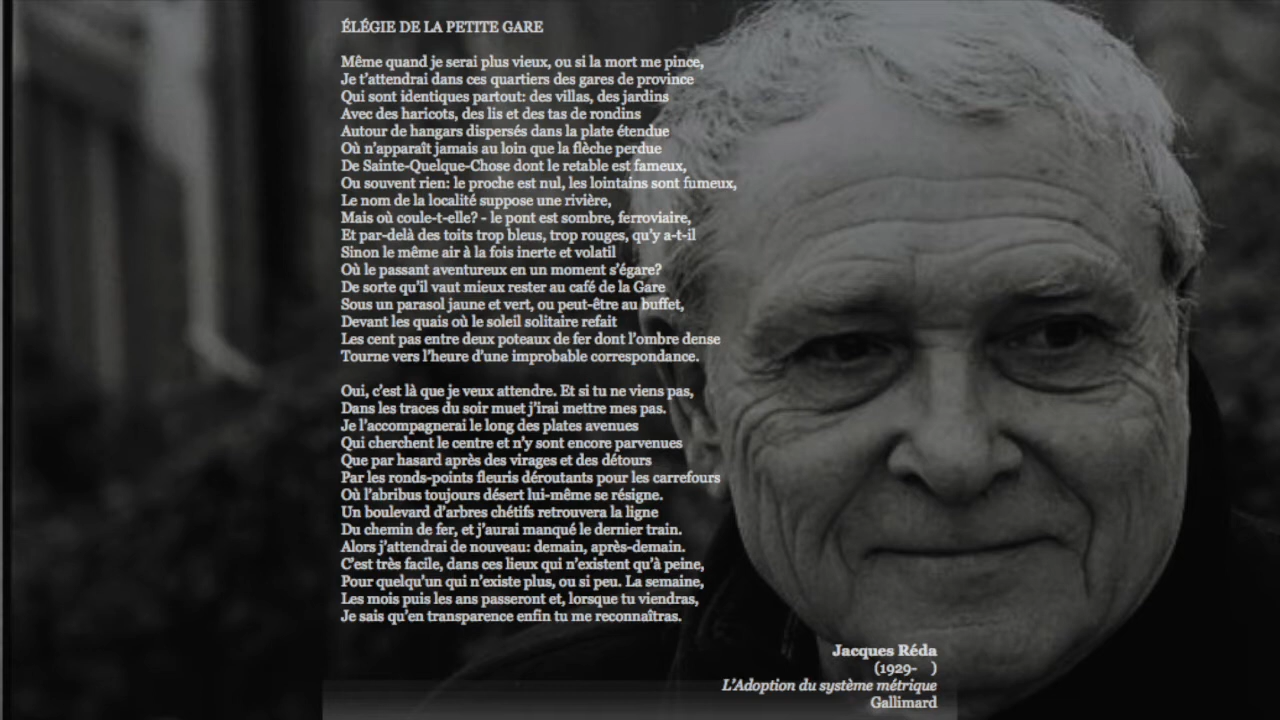 ÉLÉGIE DE LA PETITE GARE
Même quand je serai plus vieux, ou si la mort me pince,
Je t'attendrai dans ces quartiers des gares de province
Qui sont identiques partout: des villas, des jardins
Avec des haricots, des lis et des tas de rondins
Autour de hangars dispersés dans la plate étendue
Où n'apparaît jamais au loin que la flèche perdue
De Sainte-Quelque-Chose dont le retable est fameux,
Ou souvent rien: le proche est nul, les lointains sont fumeux,
Le nom de la localité suppose une rivière,
Mais où coule-t-elle? - le pont est sombre, ferroviaire,
Et par-delà des toits trop bleus, trop rouges, qu'y a-t-il
Sinon le même air à la fois inerte et volatil
Où le passant aventureux en un moment s'égare?
De sorte qu'il vaut mieux rester au café de la Gare
Sous un parasol jaune et vert, ou peut-être au buffet,
Devant les quais où le soleil solitaire refait
Les cent pas entre deux poteaux de fer dont l'ombre dense
Tourne vers l'heure d'une improbable correspondance.
Oui, c'est là que je veux attendre. Et si tu ne viens pas,
Dans les traces du soir muet j'irai mettre mes pas.
Je l'accompagnerai le long des plates avenues
Qui cherchent le centre et n'y sont encore parvenues
Que par hasard après des virages et des détours
Par les ronds-points fleuris déroutants pour les carrefours
Où l'abribus toujours désert lui-même se résigne.
Un boulevard d'arbres chétifs retrouvera la ligne
Du chemin de fer, et j'aurai manqué le dernier train.
Alors j'attendrai de nouveau: demain, après-demain.
C'est très facile, dans ces lieux qui n'existent qu'à peine,
Pour quelqu'un qui n'existe plus, ou si peu. La semaine,
Les mois puis les ans passeront et, lorsque tu viendras,
Je sais qu'en transparence enfin tu me reconnaîtras.
Jacques Réda
(1929- )
L'Adoption du système métrique
Gallimard